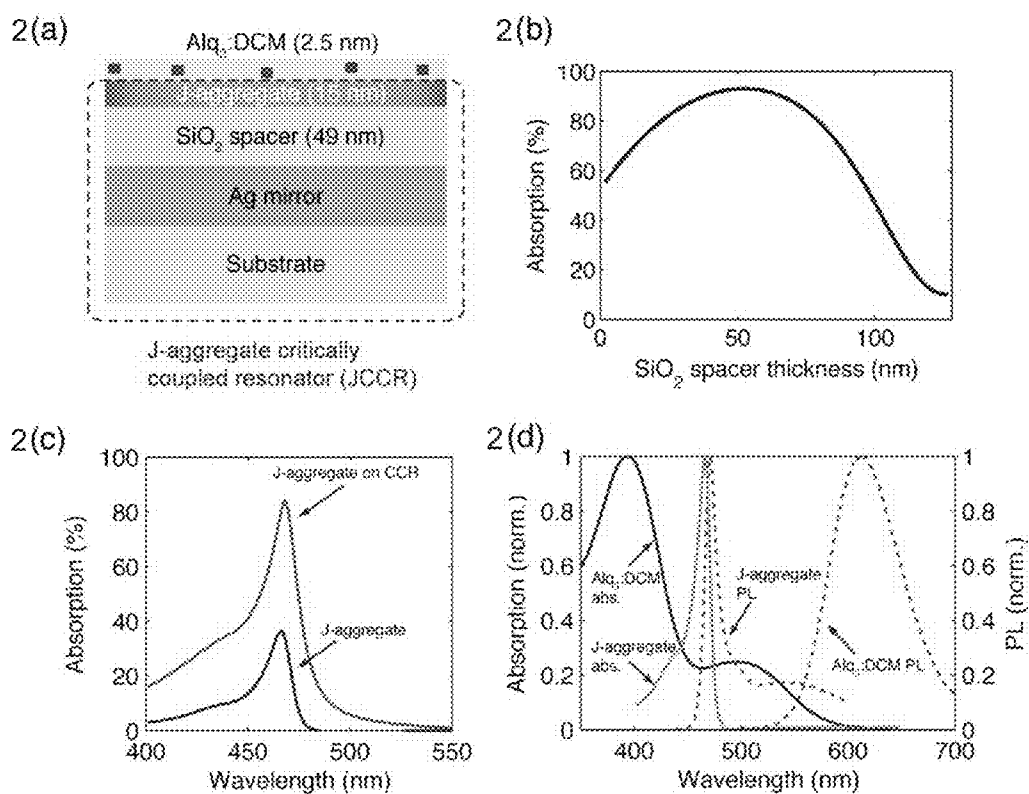 2(a)
Alq3:DCM (2.5 nm)
J-aggregate (15 nm)
SiO2 spacer (49 nm)
Ag mirror
Substrate
J-aggregate critically
coupled resonator (JCCR)
2(b)
100
80
60
40
20
0
Absorption (%)
0
50
100
SiO2 spacer thickness (nm)
2(c)
100
80
60
40
20
0
Absorption (%)
J-aggregate on CCR
J-aggregate
400
450
500
550
Wavelength (nm)
2(d)
1
0.8
0.6
0.4
0.2
0
Absorption (norm.)
Alq3:DCM
abs.
J-aggregate
abs.
J-aggregate
PL
Alq3:DCM PL
1
0.8
0.6
0.4
0.2
0
PL (norm.)
400
500
600
700
Wavelength (nm)